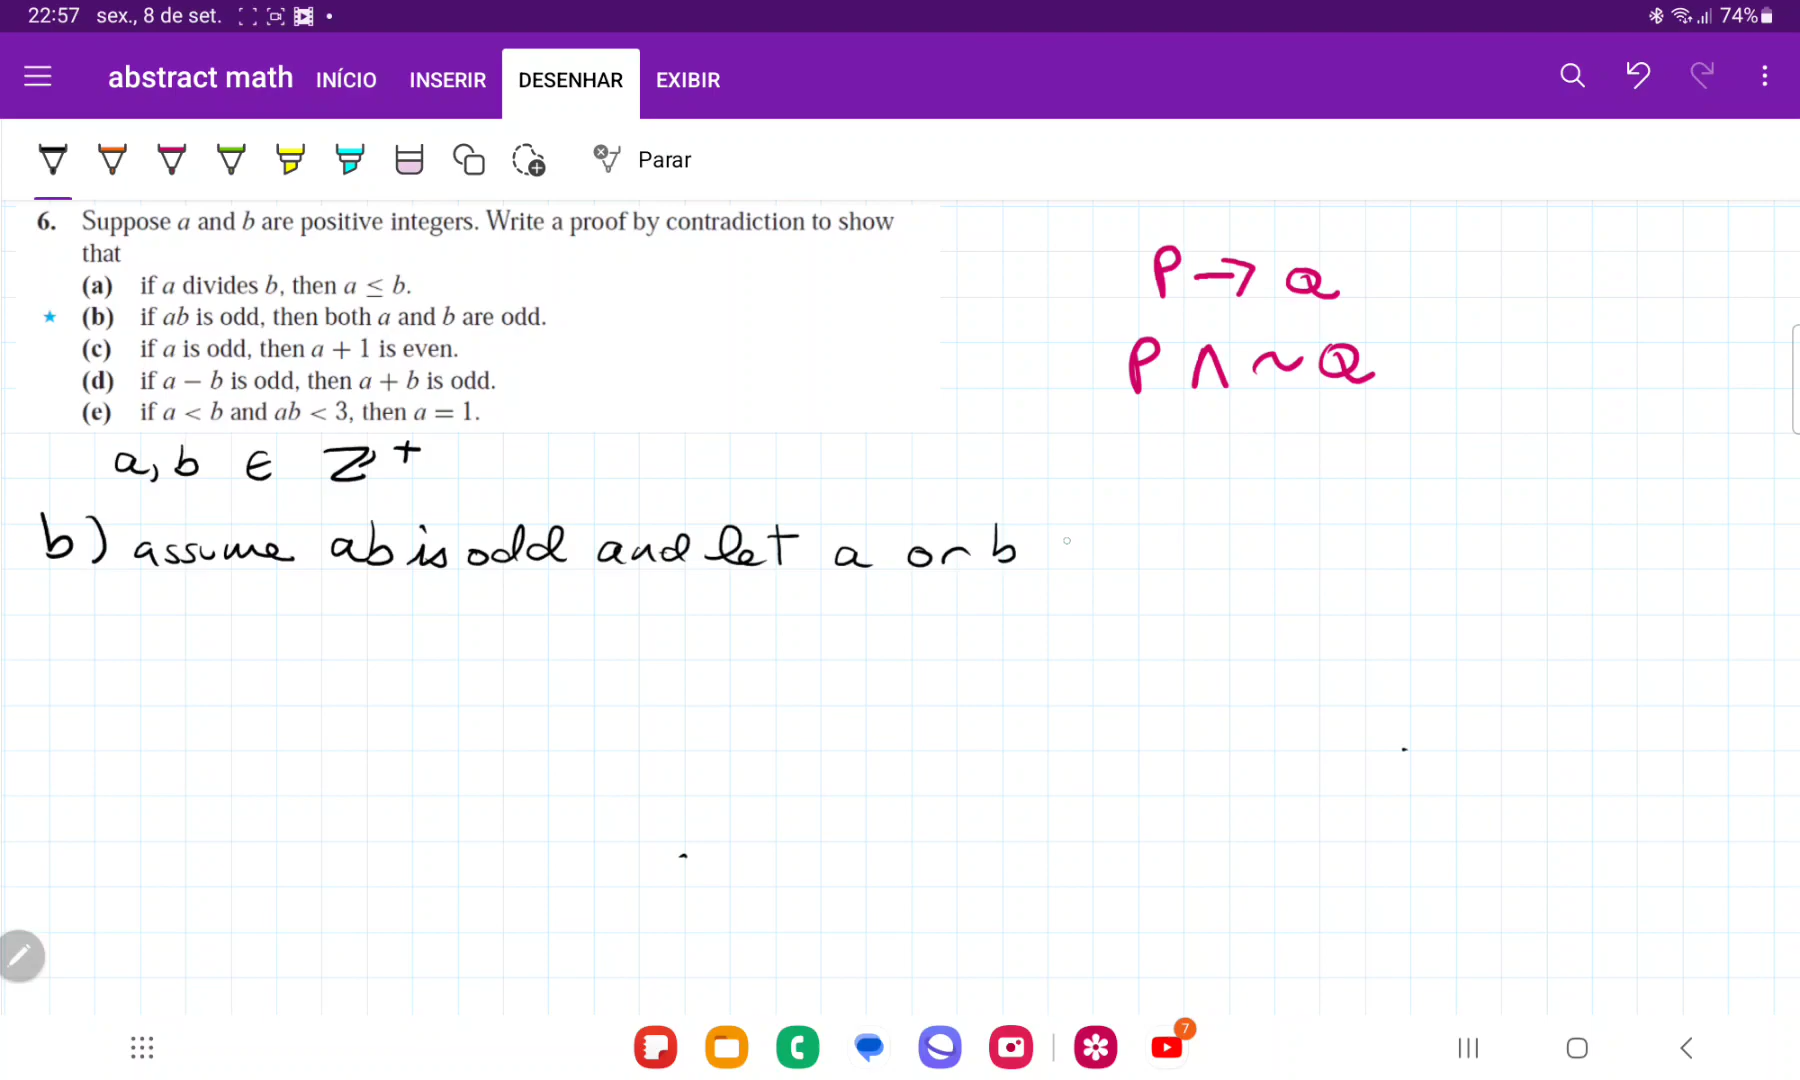 22:57 sex., 8 de set. 74%
abstract math INÍCIO INSERIR DESENHAR EXIBIR
Parar
6. Suppose a and b are positive integers. Write a proof by contradiction to show
that
(a) if a divides b, then a ≤ b.
★ (b) if ab is odd, then both a and b are odd.
(c) if a is odd, then a + 1 is even.
(d) if a − b is odd, then a + b is odd.
(e) if a < b and ab < 3, then a = 1.
P → Q
P ∧ ~Q
a, b ∈ ℤ⁺
b) assume ab is odd and let a or b
7